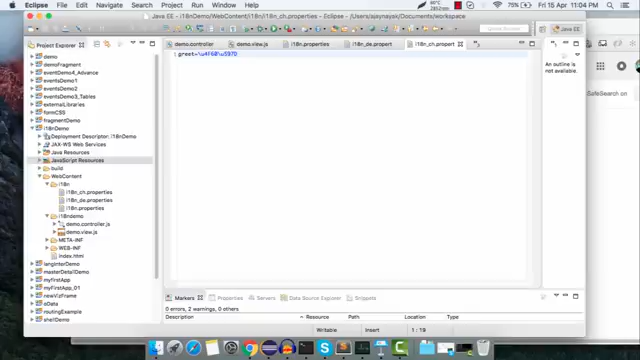 Eclipse File Edit Navigate Search Project Run Window Help
Fri 15 Apr 11:04 PM
Java EE - i18nDemo/WebContent/i18n/i18n_ch.properties - Eclipse - /Users/ajaynayak/Documents/workspace
Java EE
Project Explorer
demo.controller
demo.view.js
i18n.properties
i18n_de.propert
i18n_ch.propert
greet=\u4F60\u597D
An outline is
not available.
SafeSearch on
demo
demoFragment
eventDemo4_Advance
eventsDemo1
eventsDemo2
eventsDemo3_Tables
externalLibraries
formCSS
fragmentDemo
i18nDemo
Deployment Descriptor: i18nDemo
JAX-WS Web Services
Java Resources
JavaScript Resources
build
WebContent
i18n
i18n_ch.properties
i18n_de.properties
i18n.properties
i18ndemo
demo.controller.js
demo.view.js
META-INF
WEB-INF
index.html
langInterDemo
masterDetailDemo
myfirstApp
myFirstApp_01
newVizFrame
oData
routingExample
shellDemo
Markers
Properties
Servers
Data Source Explorer
Snippets
0 errors, 2 warnings, 0 others
Description
Resource
Path
Location
Type
Writable
Insert
1 : 19